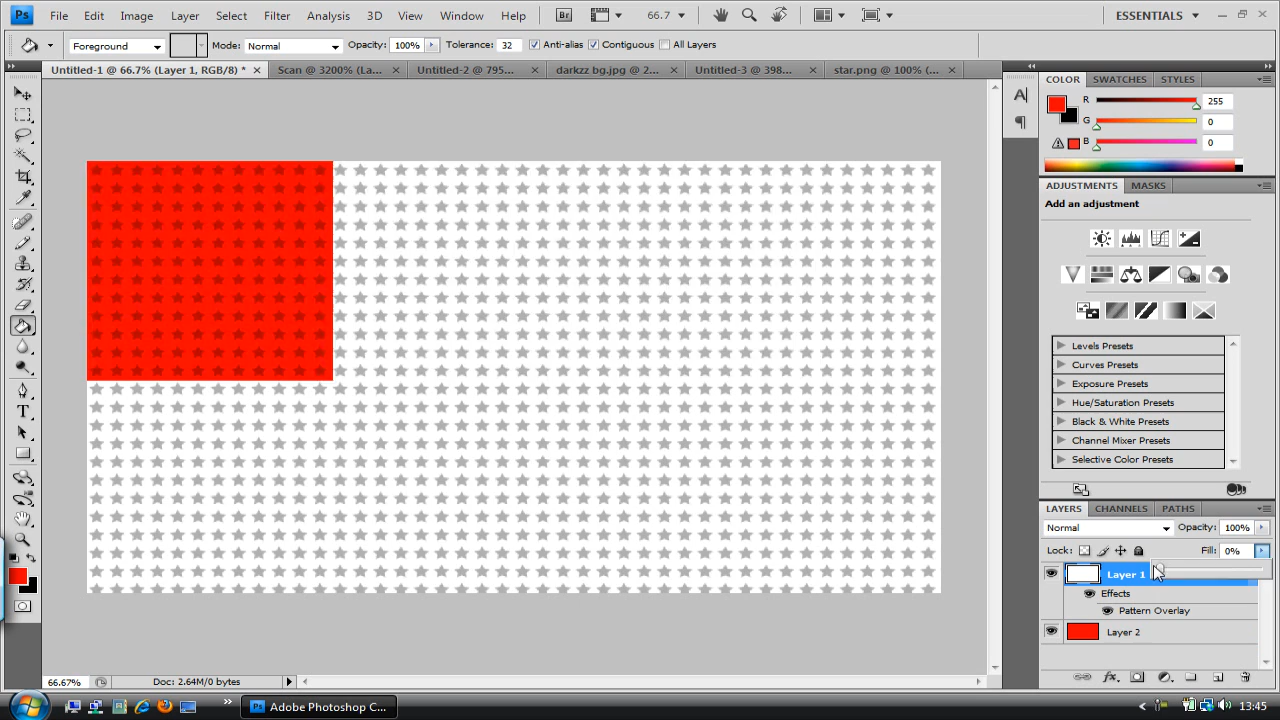 Ps File Edit Image Layer Select Filter Analysis 3D View Window Help Br 66.7 ESSENTIALS
Foreground Mode: Normal Opacity: 100% Tolerance: 32 Anti-alias Contiguous All Layers
Untitled-1 @ 66.7% (Layer 1, RGB/8) * Scan @ 3200% (La... Untitled-2 @ 795... darkzz bg.jpg @ 2... Untitled-3 @ 398... star.png @ 100% (...
COLOR SWATCHES STYLES
R 255
G 0
B 0
ADJUSTMENTS MASKS
Add an adjustment
Levels Presets
Curves Presets
Exposure Presets
Hue/Saturation Presets
Black & White Presets
Channel Mixer Presets
Selective Color Presets
LAYERS CHANNELS PATHS
Normal Opacity: 100%
Lock: Fill: 0%
Layer 1
Effects
Pattern Overlay
Layer 2
fx
66.67% Doc: 2.64M/0 bytes
Ps Adobe Photoshop C... 13:45